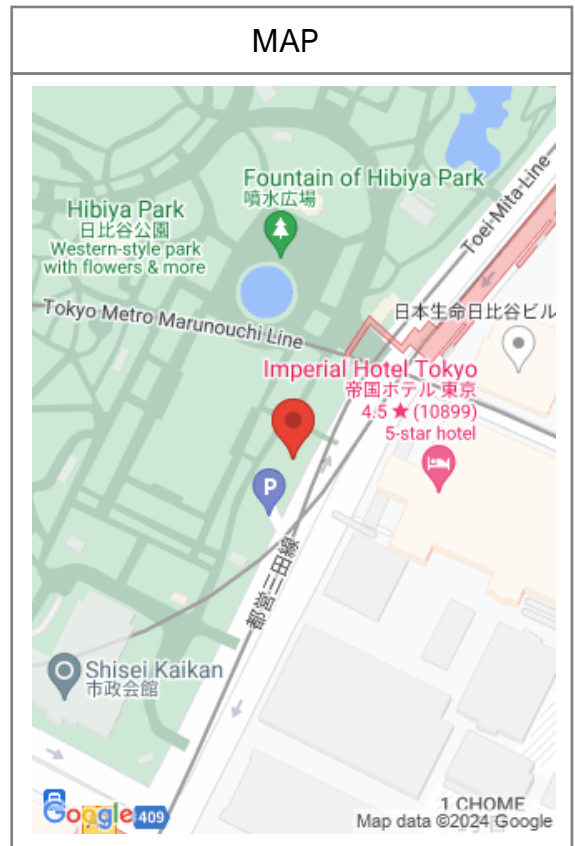 MAP
Fountain of Hibiya Park
噴水広場
Toei-Mita-Line
Hibiya Park
日比谷公園
Western-style park
with flowers & more
Tokyo Metro Marunouchi Line
日本生命日比谷ビル
Imperial Hotel Tokyo
帝国ホテル 東京
4.5 ★ (10899)
5-star hotel
P
都営三田線
Shisei Kaikan
市政会館
Google
409
1 CHOME
Map data ©2024 Google